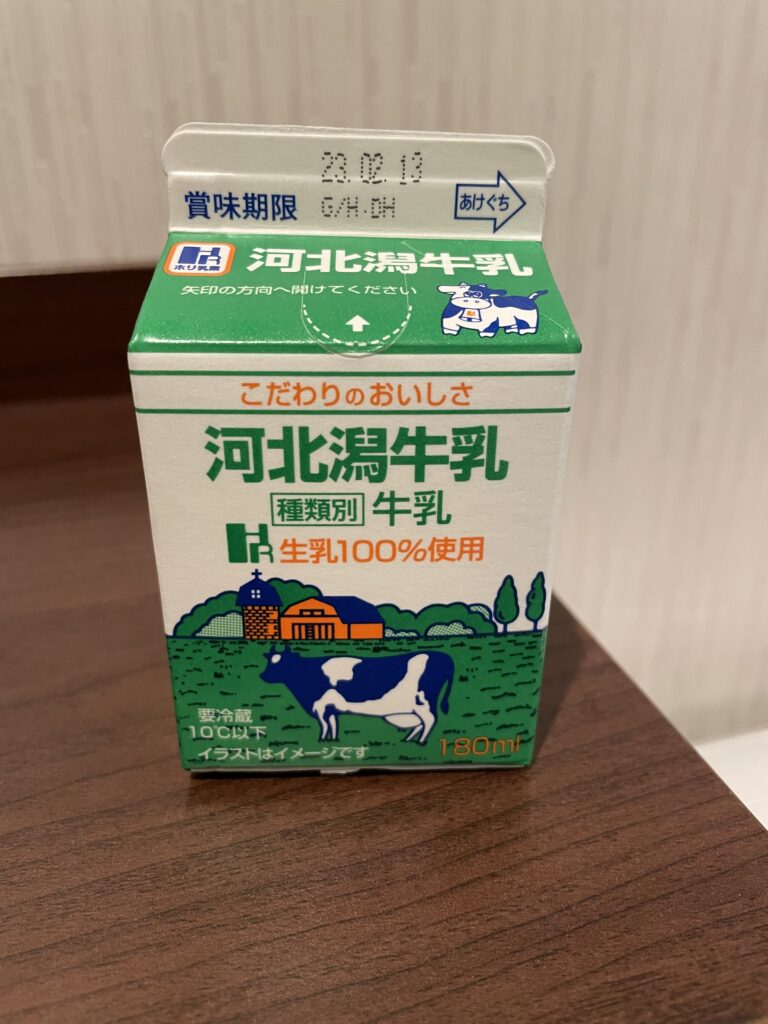 23.02.13
賞味期限
G/H.DH
あけぐち
ホリ乳業
河北潟牛乳
矢印の方向へ開けてください
こだわりのおいしさ
河北潟牛乳
種類別 牛乳
生乳100%使用
要冷蔵
10℃以下
イラストはイメージです
180ml